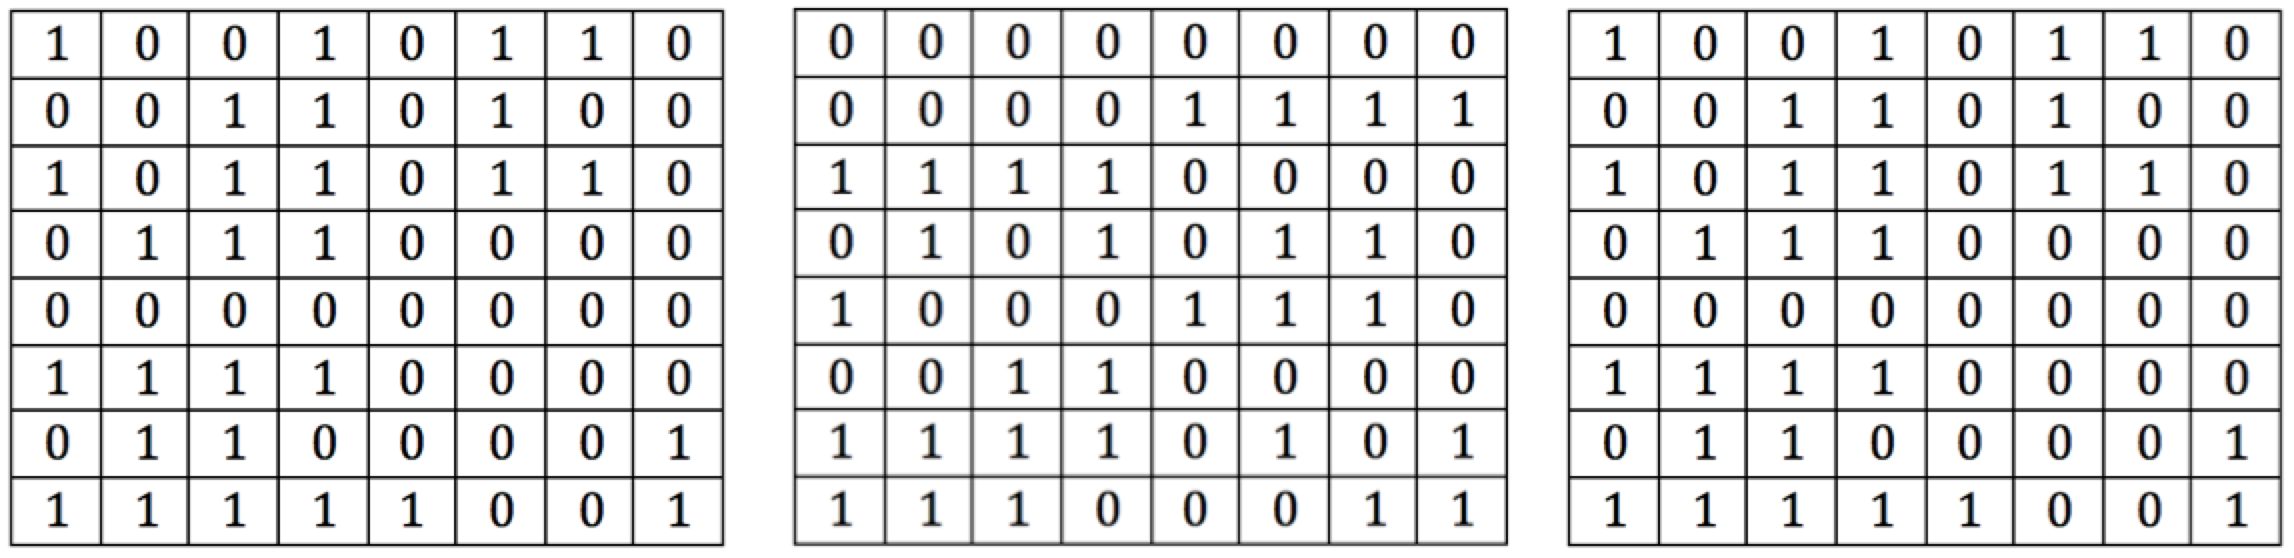 1 0 0 1 0 1 1 0 0 0 0 0 0 0 0 0 1 0 0 1 0 1 1 0
0 0 1 1 0 1 0 0 0 0 0 0 1 1 1 1 0 0 1 1 0 1 0 0
1 0 1 1 0 1 1 0 1 1 1 1 0 0 0 0 1 0 1 1 0 1 1 0
0 1 1 1 0 0 0 0 0 1 0 1 0 1 1 0 0 1 1 1 0 0 0 0
0 0 0 0 0 0 0 0 1 0 0 0 1 1 1 0 0 0 0 0 0 0 0 0
1 1 1 1 0 0 0 0 0 0 1 1 0 0 0 0 1 1 1 1 0 0 0 0
0 1 1 0 0 0 0 1 1 1 1 1 0 1 0 1 0 1 1 0 0 0 0 1
1 1 1 1 1 0 0 1 1 1 1 0 0 0 1 1 1 1 1 1 1 0 0 1